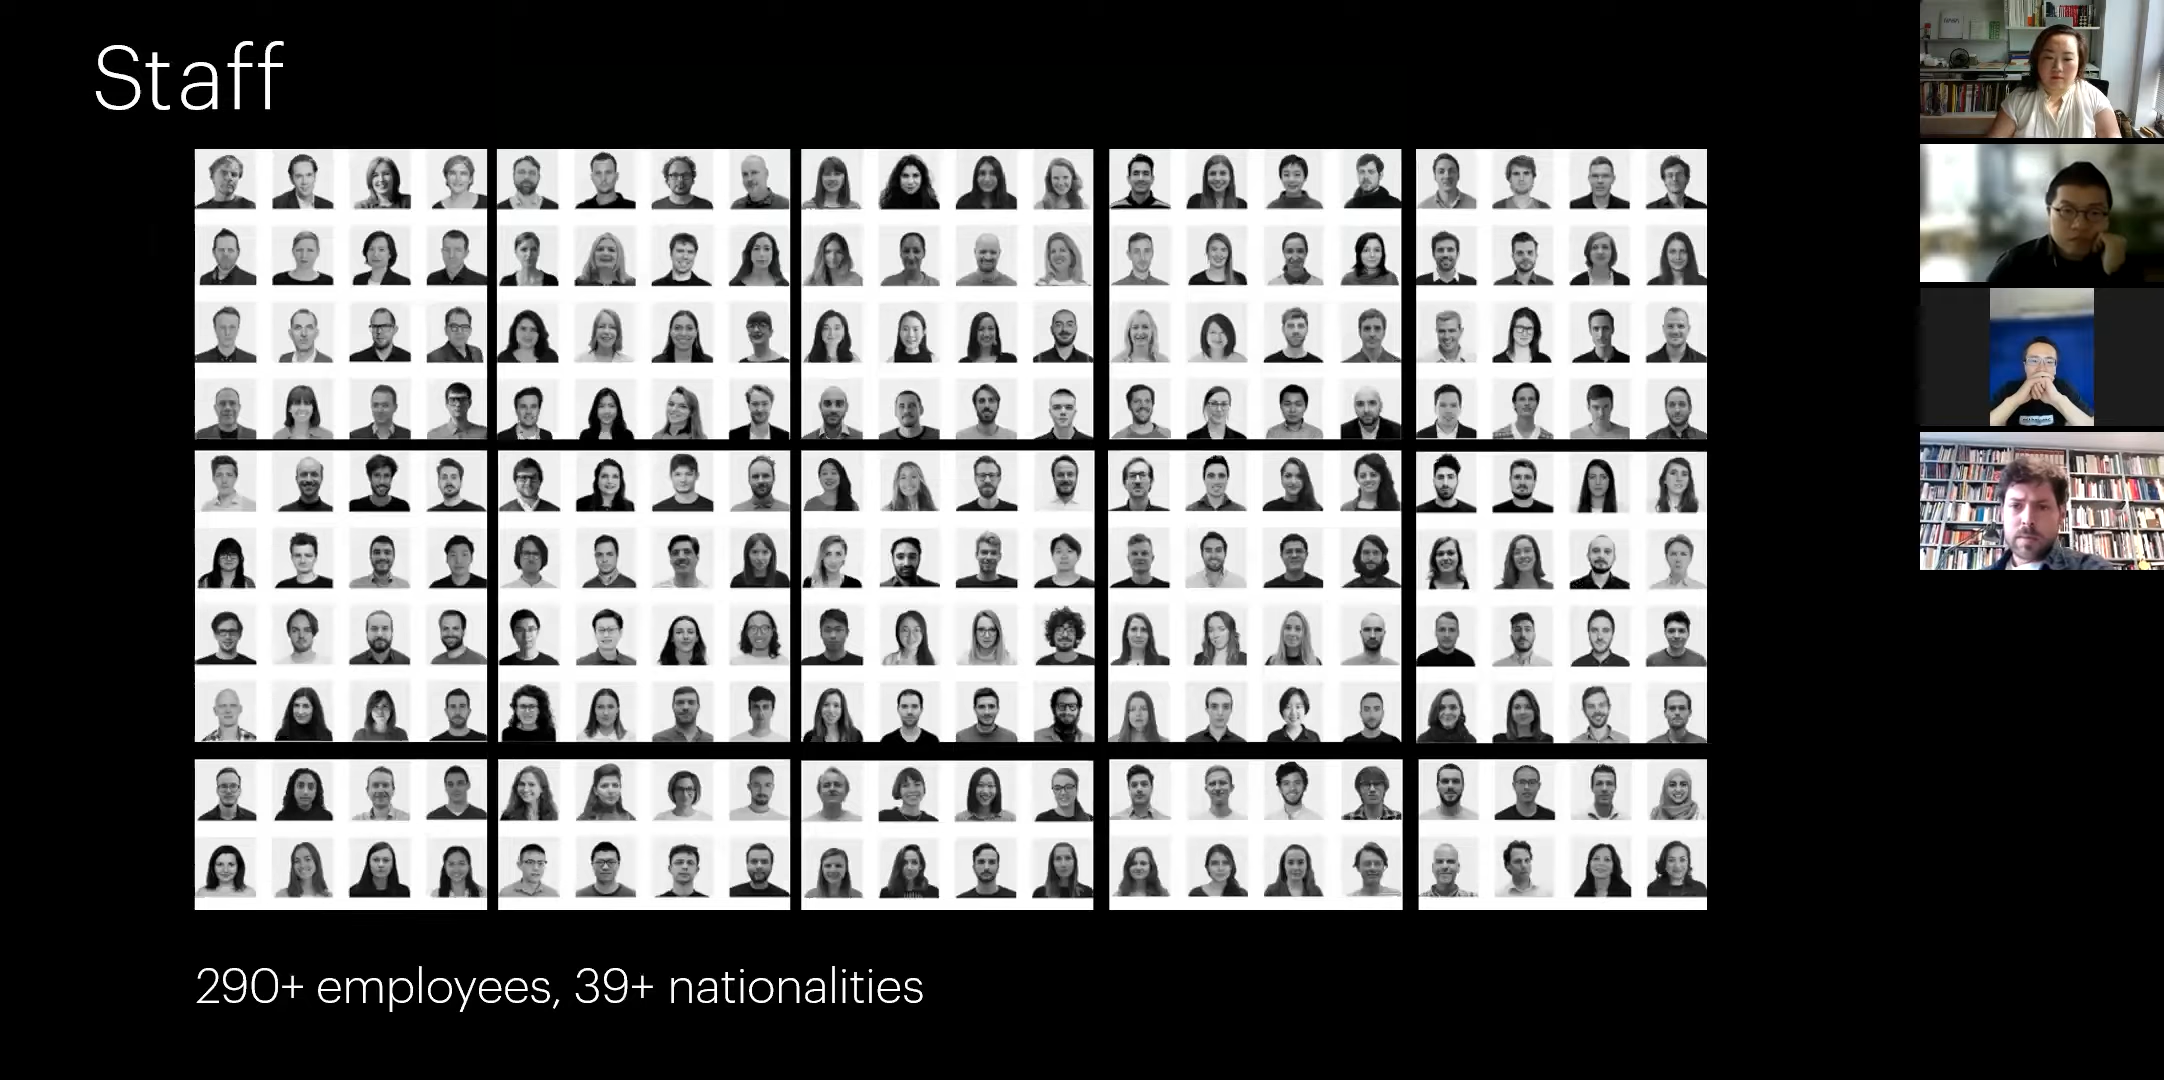 Staff
290+ employees, 39+ nationalities